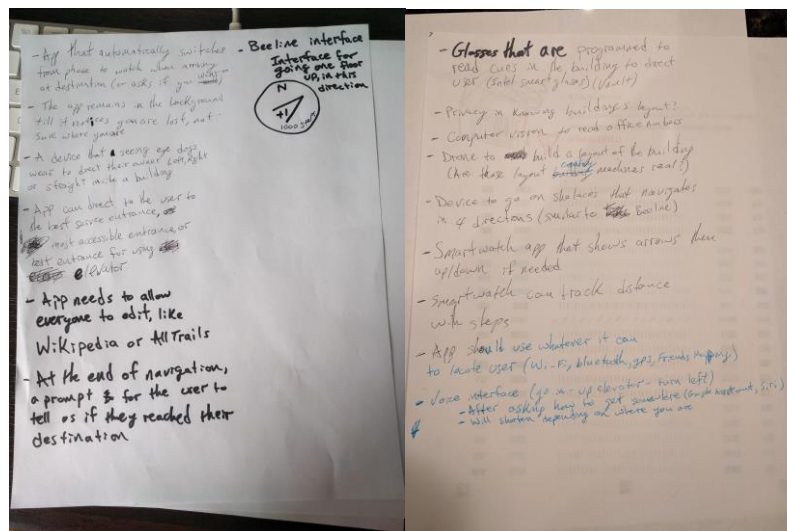 - App that automatically switches
from phone to watch when arriving
at destination (or asks if you
- The app remains in the background
till it notices you are lost, not
sure where you are
- A device that seeing eye dogs
wear to direct their owner left, right
or straight inside a building
- App can direct to the user to
the best service entrance,
most accessible entrance, or
best entrance for using
elevator
- App needs to allow
everyone to edit, like
Wikipedia or AllTrails
- At the end of navigation,
a prompt for the user to
tell us if they reached their
destination
- Beeline interface
Interface for
going one floor
up, in this
direction
N
+1
1000 steps
- Glasses that are programmed to
read cues in the building to direct
user (Intel smart glass) (Vault)
- Privacy in knowing building's layout?
- Computer vision to read office numbers
- Drone to build a layout of the building
(Are those layout machines real?)
- Device to go on shoelaces that navigates
in 4 directions (similar to Beeline)
- Smartwatch app that shows arrows then
up/down if needed
- Smartwatch can track distance
with steps
- App should use whatever it can
to locate user (Wi-Fi, bluetooth, gps, Friends Mapping)
- Voice interface (go in - up elevator - turn left)
- After asking how to get somewhere (Google Assistant, Siri)
- Will shorten depending on where you are